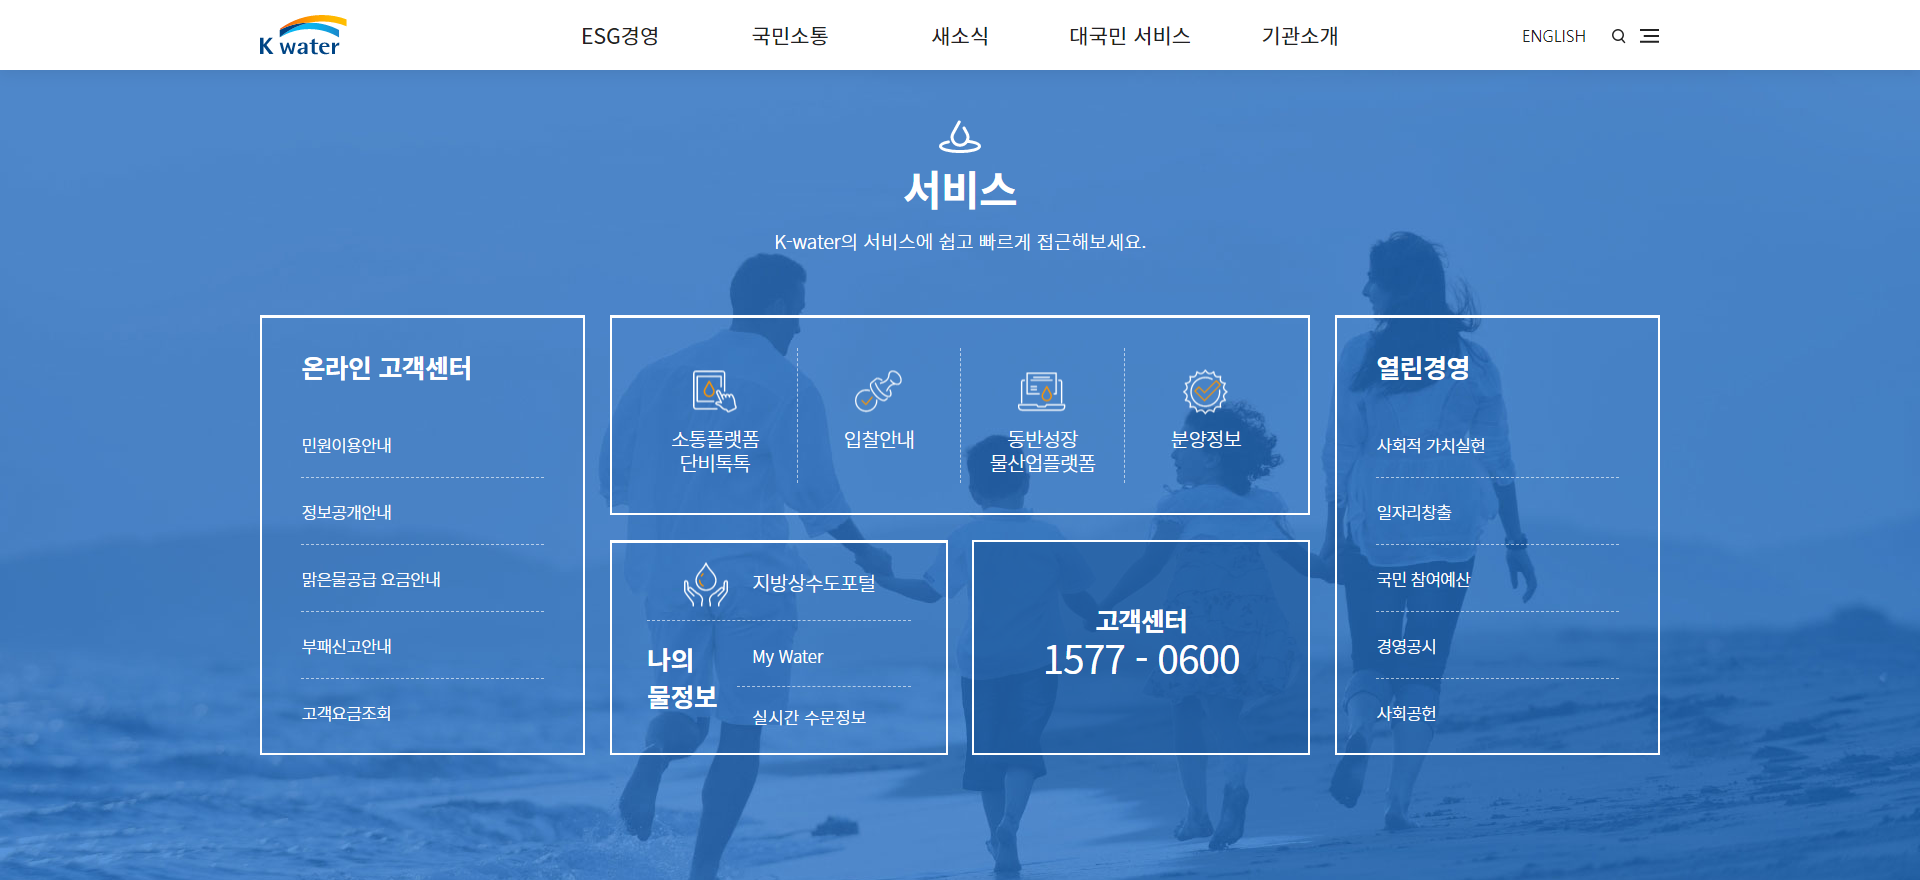 K water
ESG경영
국민소통
새소식
대국민 서비스
기관소개
ENGLISH
서비스
K-water의 서비스에 쉽고 빠르게 접근해보세요.
온라인 고객센터
민원이용안내
정보공개안내
맑은물공급 요금안내
부패신고안내
고객요금조회
소통플랫폼
단비톡톡
입찰안내
동반성장
물산업플랫폼
분양정보
지방상수도포털
나의
물정보
My Water
실시간 수문정보
고객센터
1577 - 0600
열린경영
사회적 가치실현
일자리창출
국민 참여예산
경영공시
사회공헌